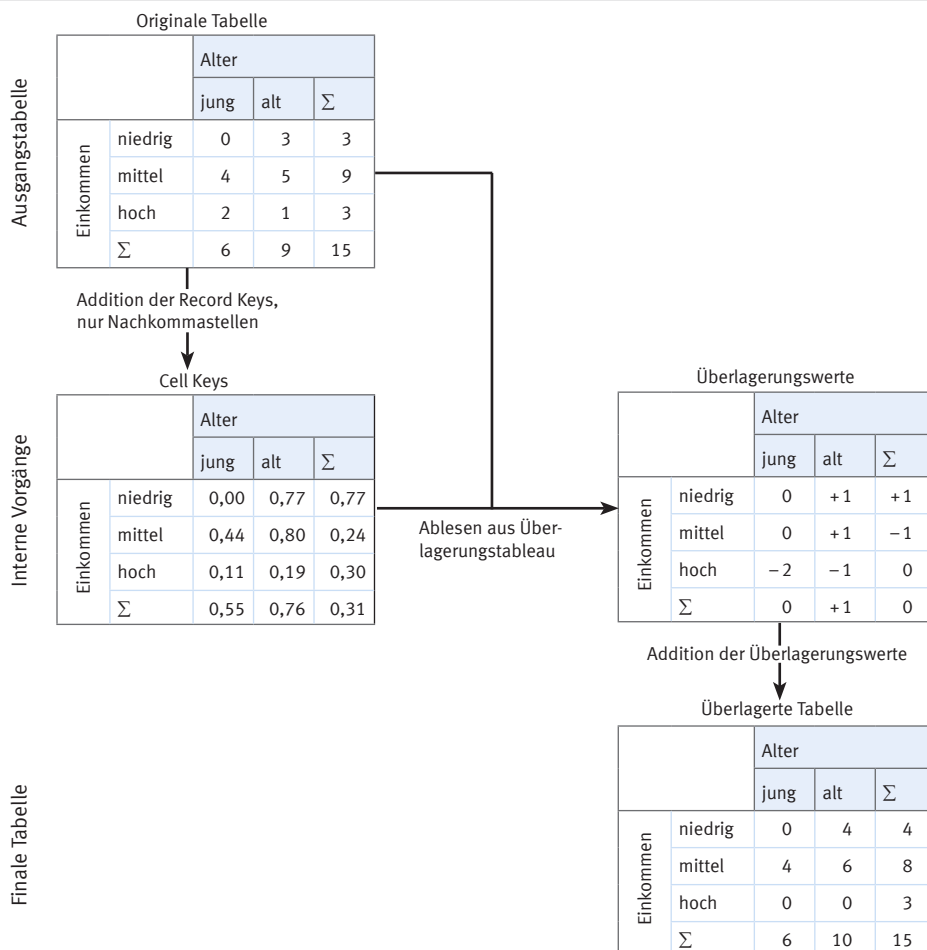 Originale Tabelle
Ausgangstabelle
Alter
jung alt Σ
Einkommen
niedrig 0 3 3
mittel 4 5 9
hoch 2 1 3
Σ 6 9 15
Addition der Record Keys,
nur Nachkommastellen
Interne Vorgänge
Cell Keys
Alter
jung alt Σ
Einkommen
niedrig 0,00 0,77 0,77
mittel 0,44 0,80 0,24
hoch 0,11 0,19 0,30
Σ 0,55 0,76 0,31
Ablesen aus Über-
lagerungstableau
Überlagerungswerte
Alter
jung alt Σ
Einkommen
niedrig 0 +1 +1
mittel 0 +1 −1
hoch −2 −1 0
Σ 0 +1 0
Addition der Überlagerungswerte
Finale Tabelle
Überlagerte Tabelle
Alter
jung alt Σ
Einkommen
niedrig 0 4 4
mittel 4 6 8
hoch 0 0 3
Σ 6 10 15